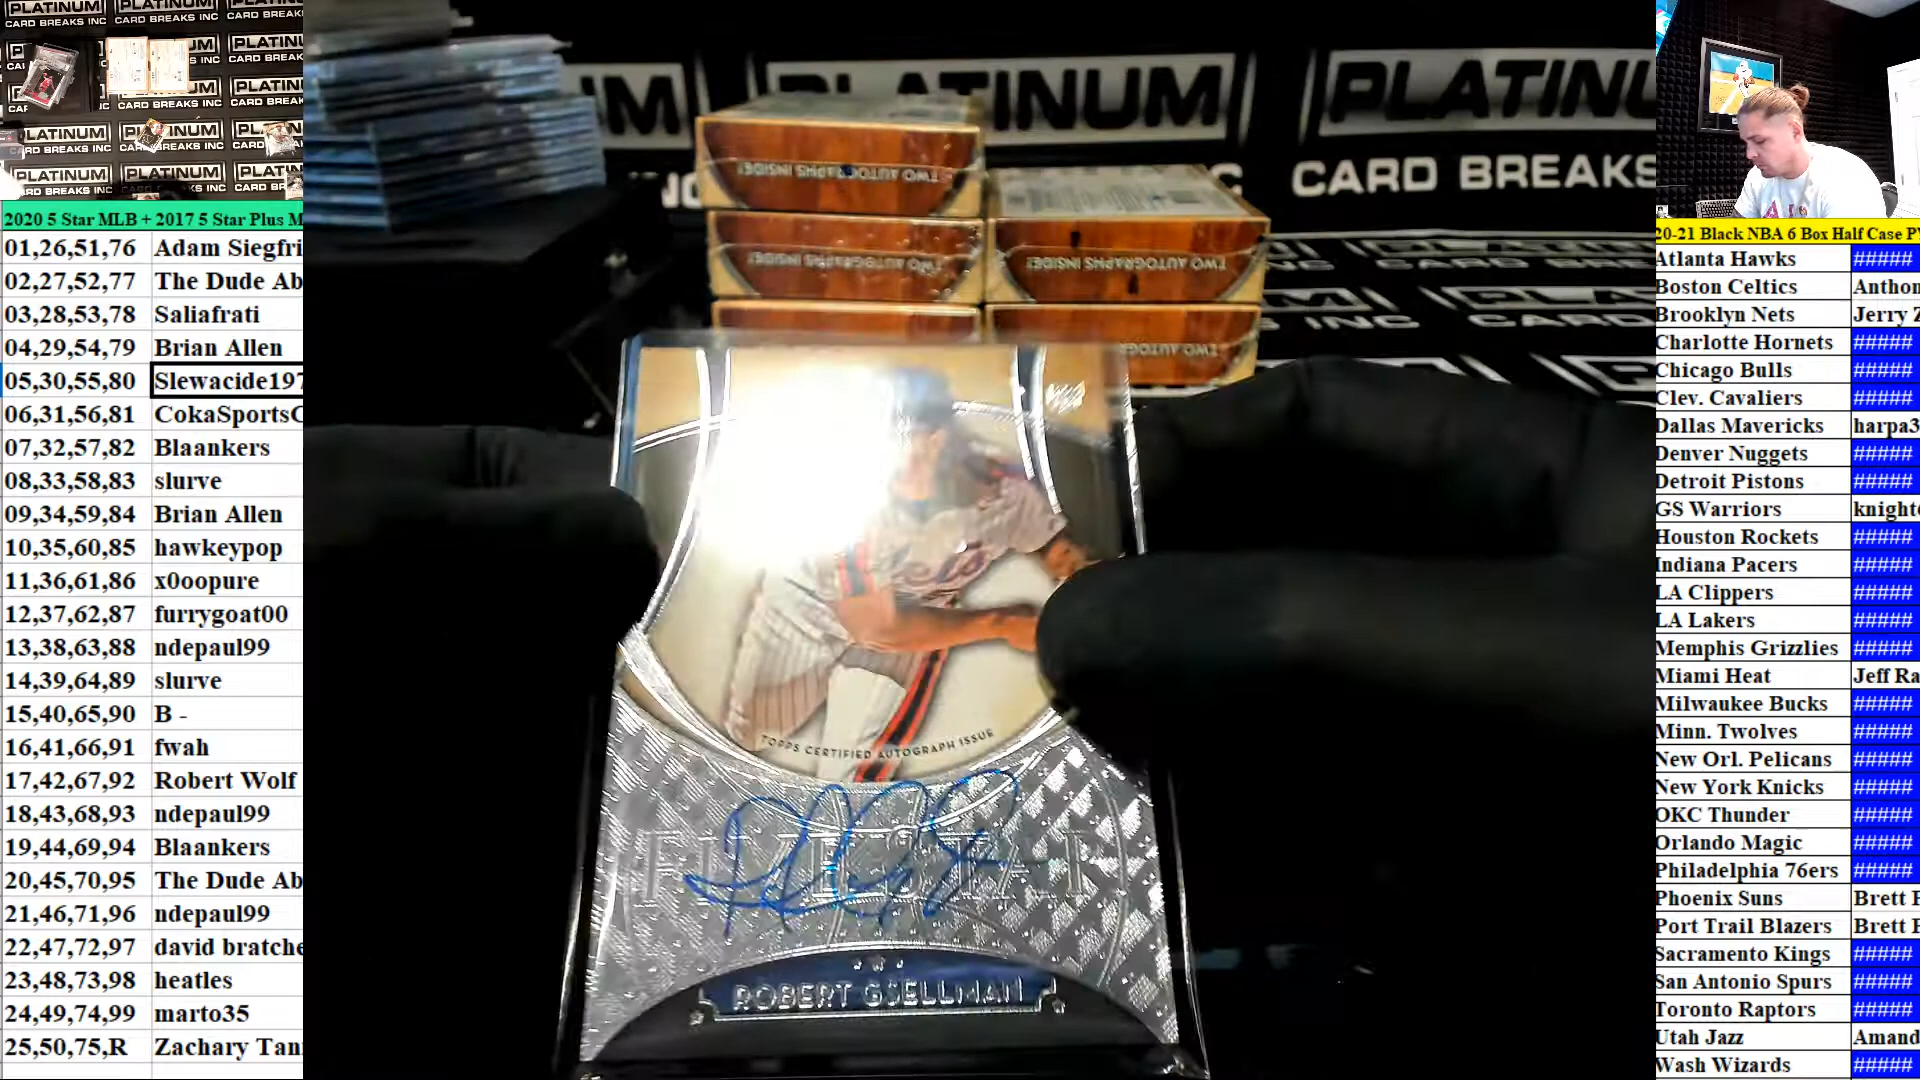 PLATINUM
CARD BREAKS INC
PLATINUM
CARD BREAKS
TWO AUTOGRAPHS INSIDE!
TWO AUTOGRAPHS INSIDE!
TWO AUTOGRAPHS INSIDE!
2020 5 Star MLB + 2017 5 Star Plus M
01,26,51,76 Adam Siegfri
02,27,52,77 The Dude Ab
03,28,53,78 Saliafrati
04,29,54,79 Brian Allen
05,30,55,80 Slewacide197
06,31,56,81 CokaSportsC
07,32,57,82 Blaankers
08,33,58,83 slurve
09,34,59,84 Brian Allen
10,35,60,85 hawkeypop
11,36,61,86 x0oopure
12,37,62,87 furrygoat00
13,38,63,88 ndepaul99
14,39,64,89 slurve
15,40,65,90 B -
16,41,66,91 fwah
17,42,67,92 Robert Wolf
18,43,68,93 ndepaul99
19,44,69,94 Blaankers
20,45,70,95 The Dude Ab
21,46,71,96 ndepaul99
22,47,72,97 david bratche
23,48,73,98 heatles
24,49,74,99 marto35
25,50,75,R Zachary Tan
TOPPS CERTIFIED AUTOGRAPH ISSUE
FIVE STAR
ROBERT GSELLMAN
20-21 Black NBA 6 Box Half Case PY
Atlanta Hawks #####
Boston Celtics Anthon
Brooklyn Nets Jerry Z
Charlotte Hornets #####
Chicago Bulls #####
Clev. Cavaliers #####
Dallas Mavericks harpa3
Denver Nuggets #####
Detroit Pistons #####
GS Warriors knight
Houston Rockets #####
Indiana Pacers #####
LA Clippers #####
LA Lakers #####
Memphis Grizzlies #####
Miami Heat Jeff Ra
Milwaukee Bucks #####
Minn. Twolves #####
New Orl. Pelicans #####
New York Knicks #####
OKC Thunder #####
Orlando Magic #####
Philadelphia 76ers #####
Phoenix Suns Brett F
Port Trail Blazers Brett F
Sacramento Kings #####
San Antonio Spurs #####
Toronto Raptors #####
Utah Jazz Amand
Wash Wizards #####